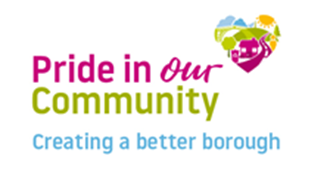 Pride in our
Community
Creating a better borough